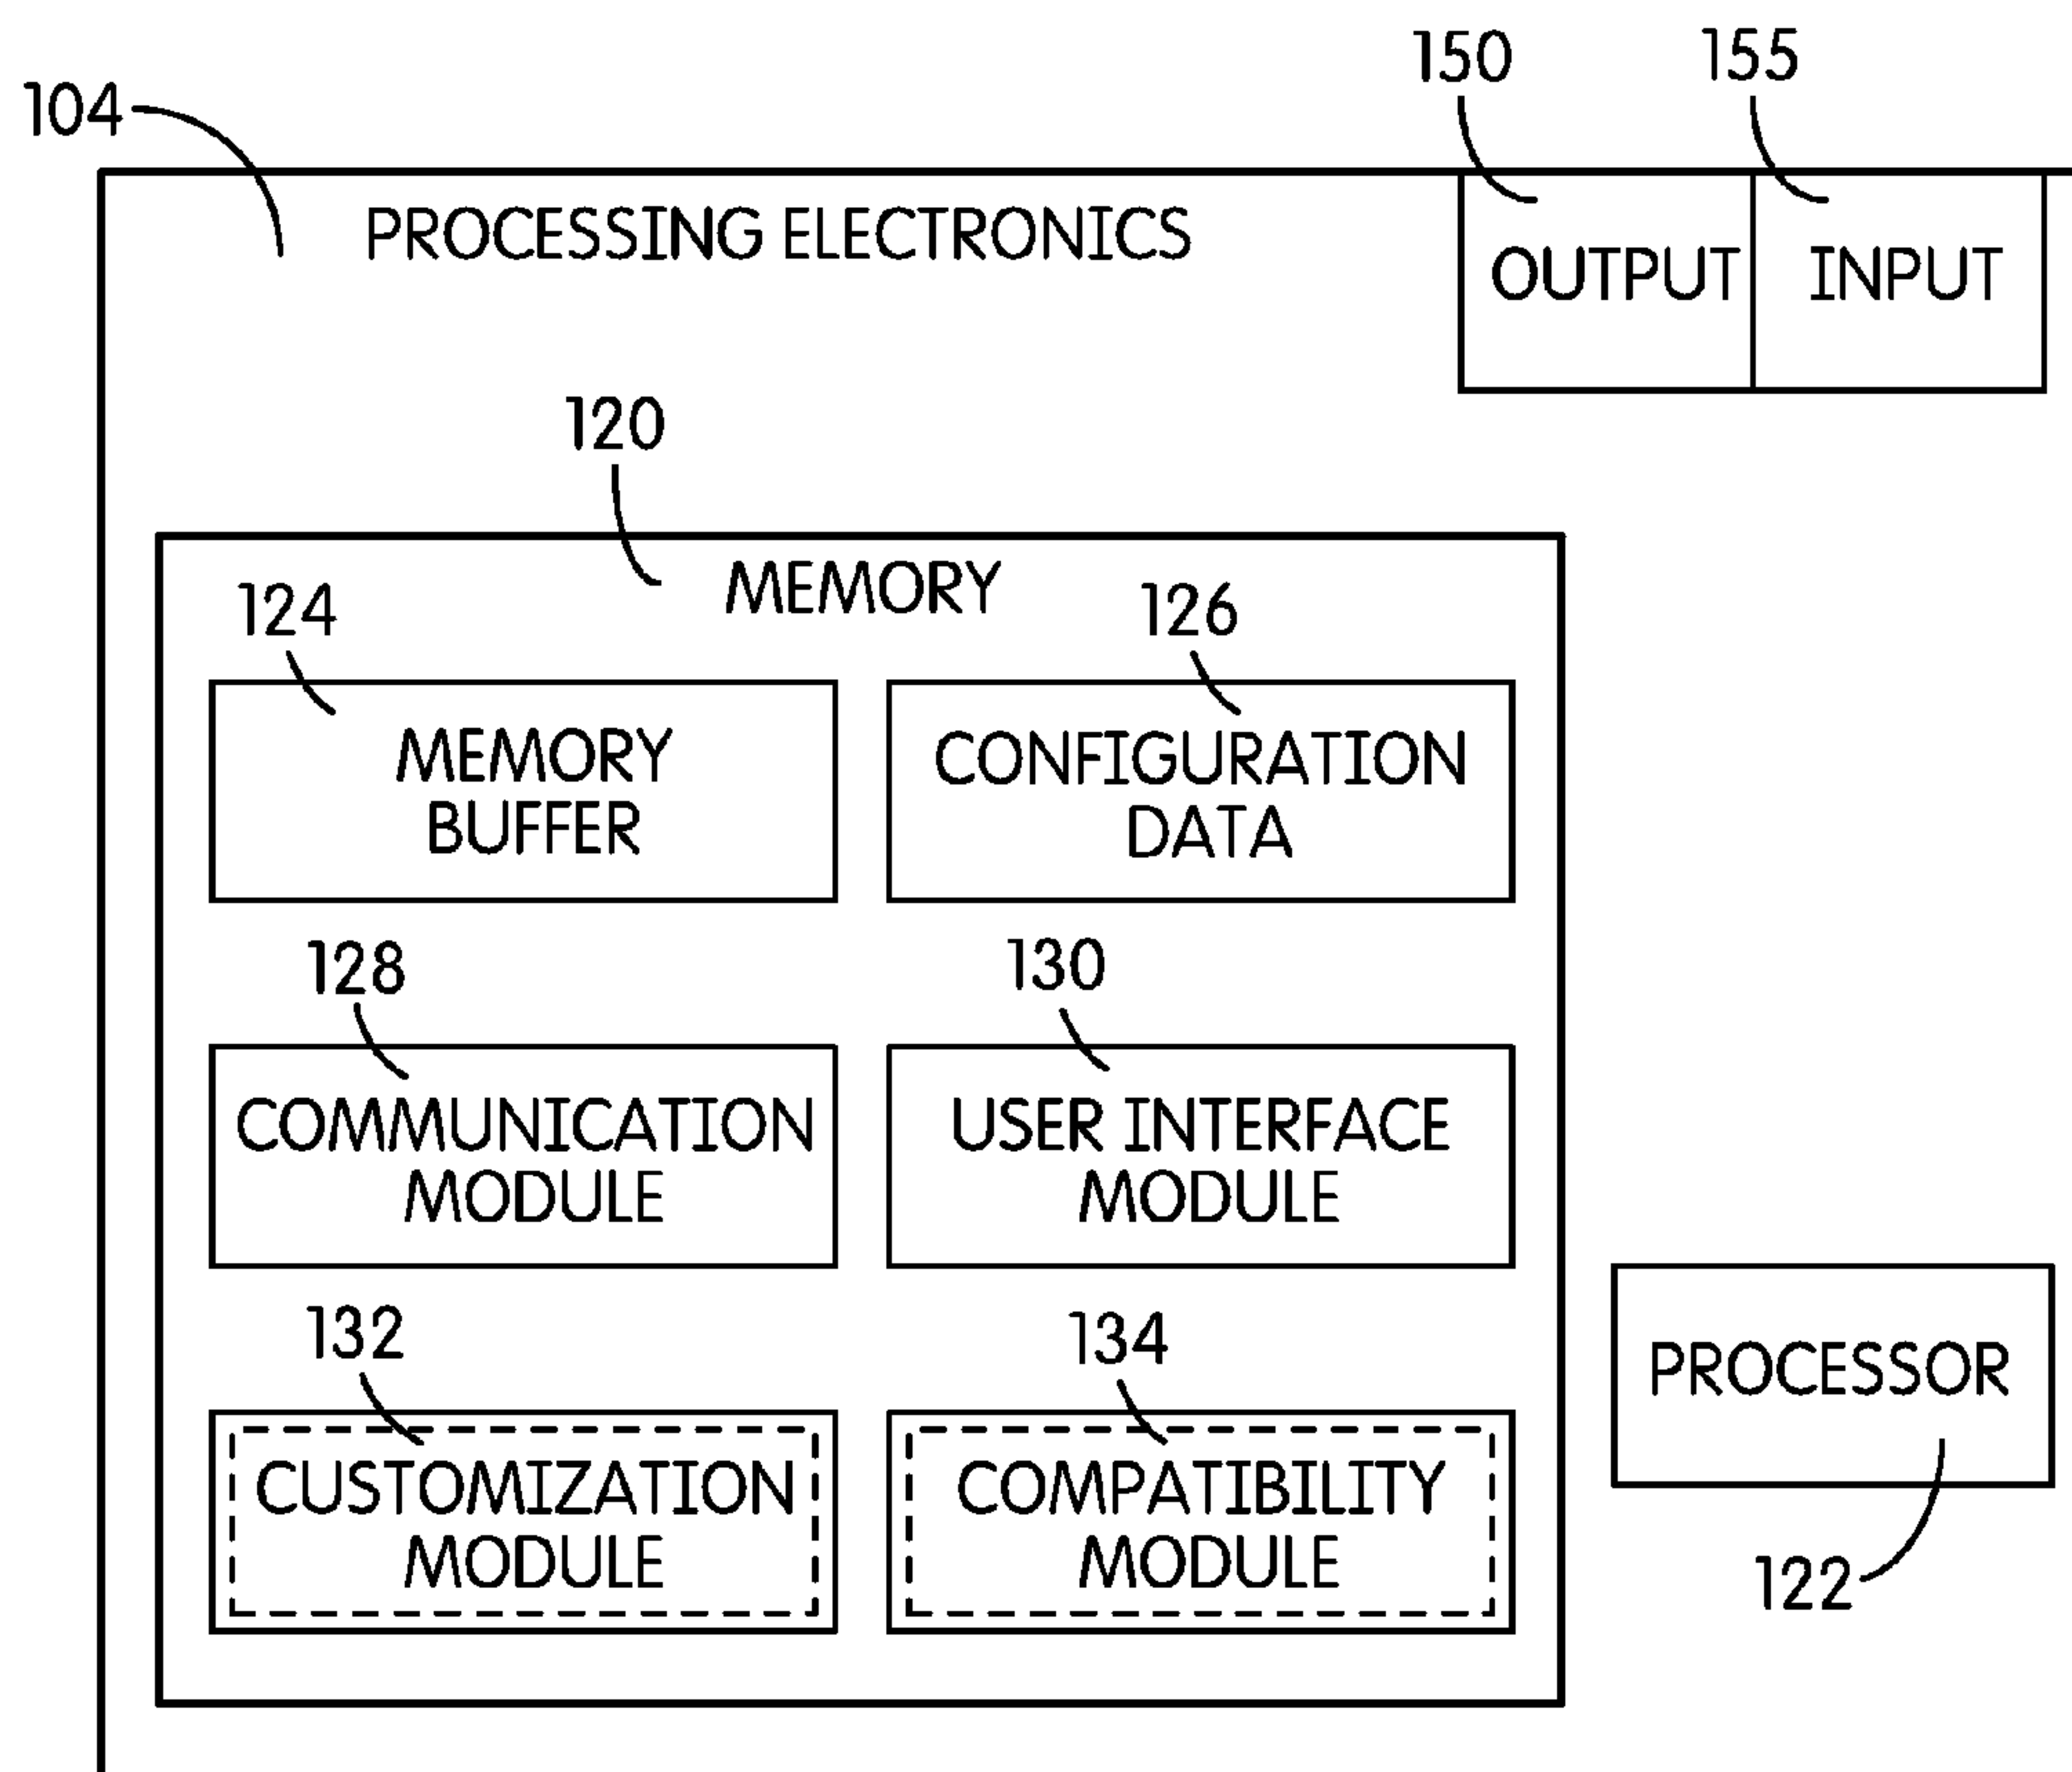 150
155
104
PROCESSING ELECTRONICS
OUTPUT
INPUT
120
MEMORY
124
126
MEMORY
BUFFER
CONFIGURATION
DATA
128
130
COMMUNICATION
MODULE
USER INTERFACE
MODULE
132
134
CUSTOMIZATION
MODULE
COMPATIBILITY
MODULE
PROCESSOR
122